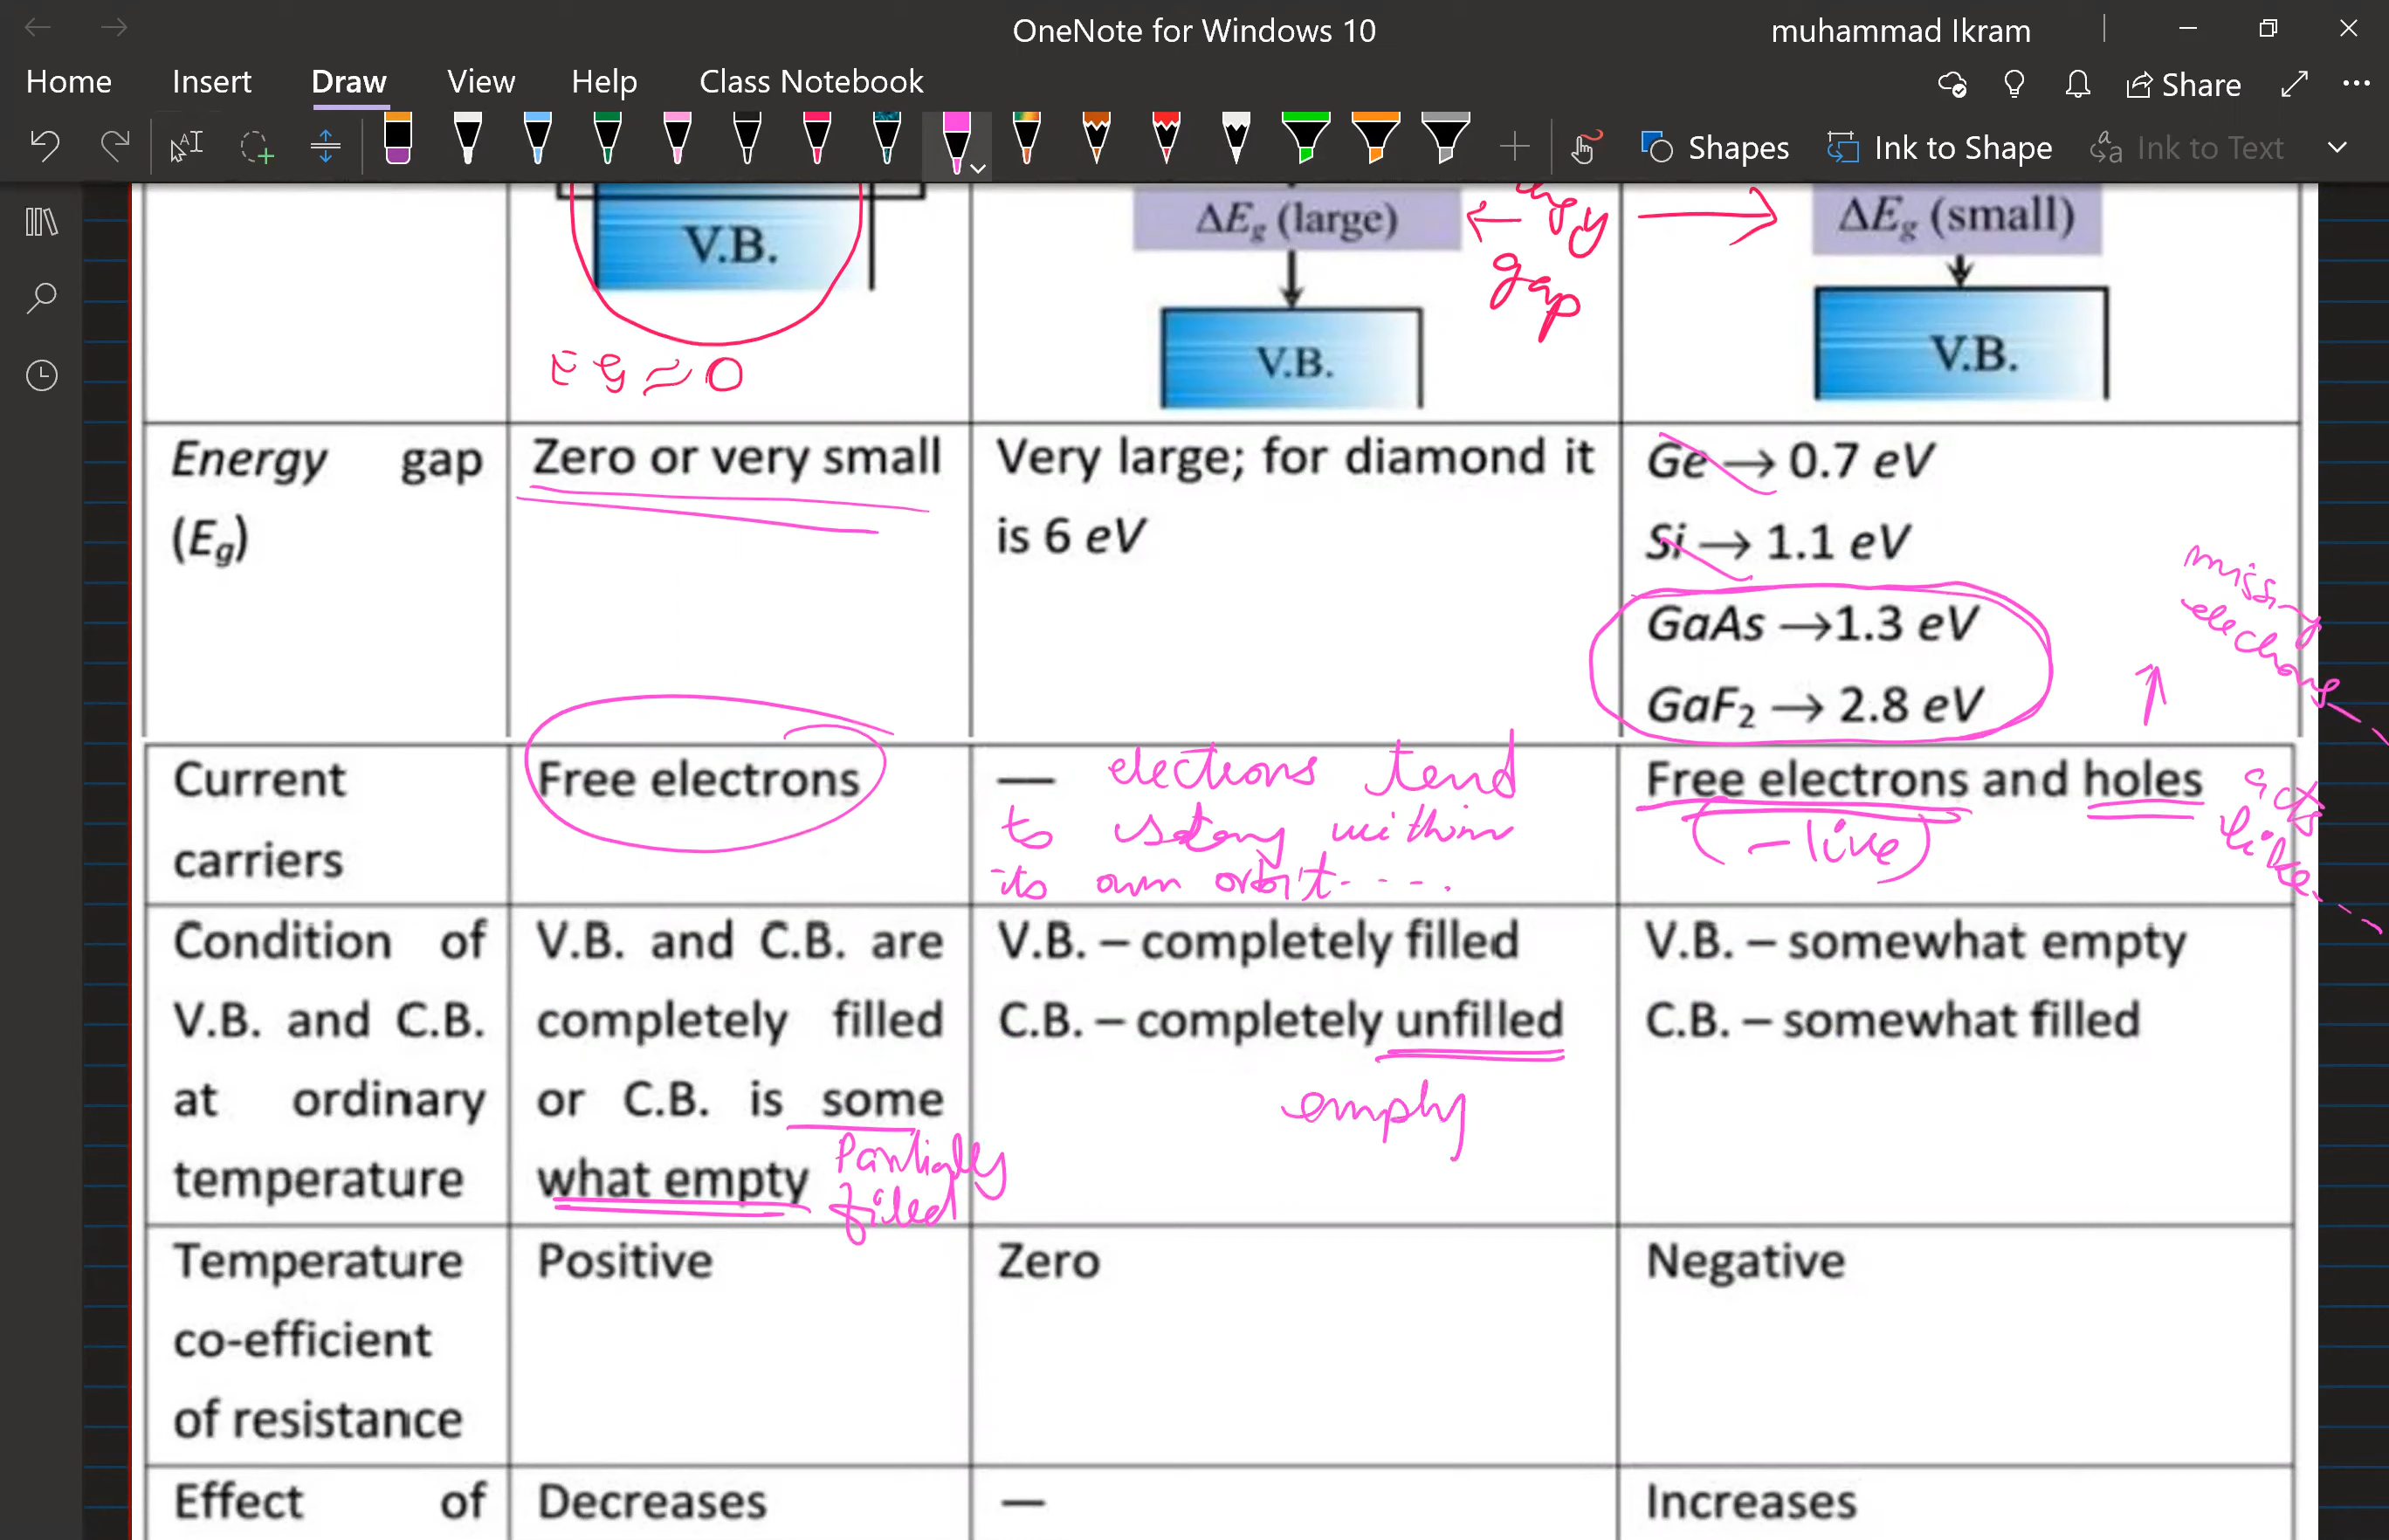 OneNote for Windows 10
muhammad Ikram
Home Insert Draw View Help Class Notebook
Share
Shapes Ink to Shape Ink to Text
V.B.
ΔEg (large)
gap
ΔEg (small)
V.B.
V.B.
Eg ≈ 0
Energy gap (Eg)
Zero or very small
Very large; for diamond it
is 6 eV
Ge → 0.7 eV
Si → 1.1 eV
GaAs → 1.3 eV
GaF₂ → 2.8 eV
missing
electrons
Current
carriers
Free electrons
— electrons tend
to stay within
its own orbit....
Free electrons and holes
(-live)
acts
like
Condition of
V.B. and C.B.
at ordinary
temperature
V.B. and C.B. are
completely filled
or C.B. is some
what empty
Partially
filled
V.B. – completely filled
C.B. – completely unfilled
empty
V.B. – somewhat empty
C.B. – somewhat filled
Temperature
co-efficient
of resistance
Positive
Zero
Negative
Effect of
Decreases
—
Increases